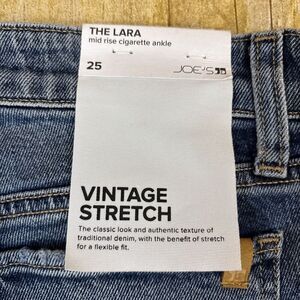 THE LARA
mid rise cigarette ankle
25
JOE'S
VINTAGE
STRETCH
The classic look and authentic texture of
traditional denim, with the benefit of stretch
for a flexible fit.